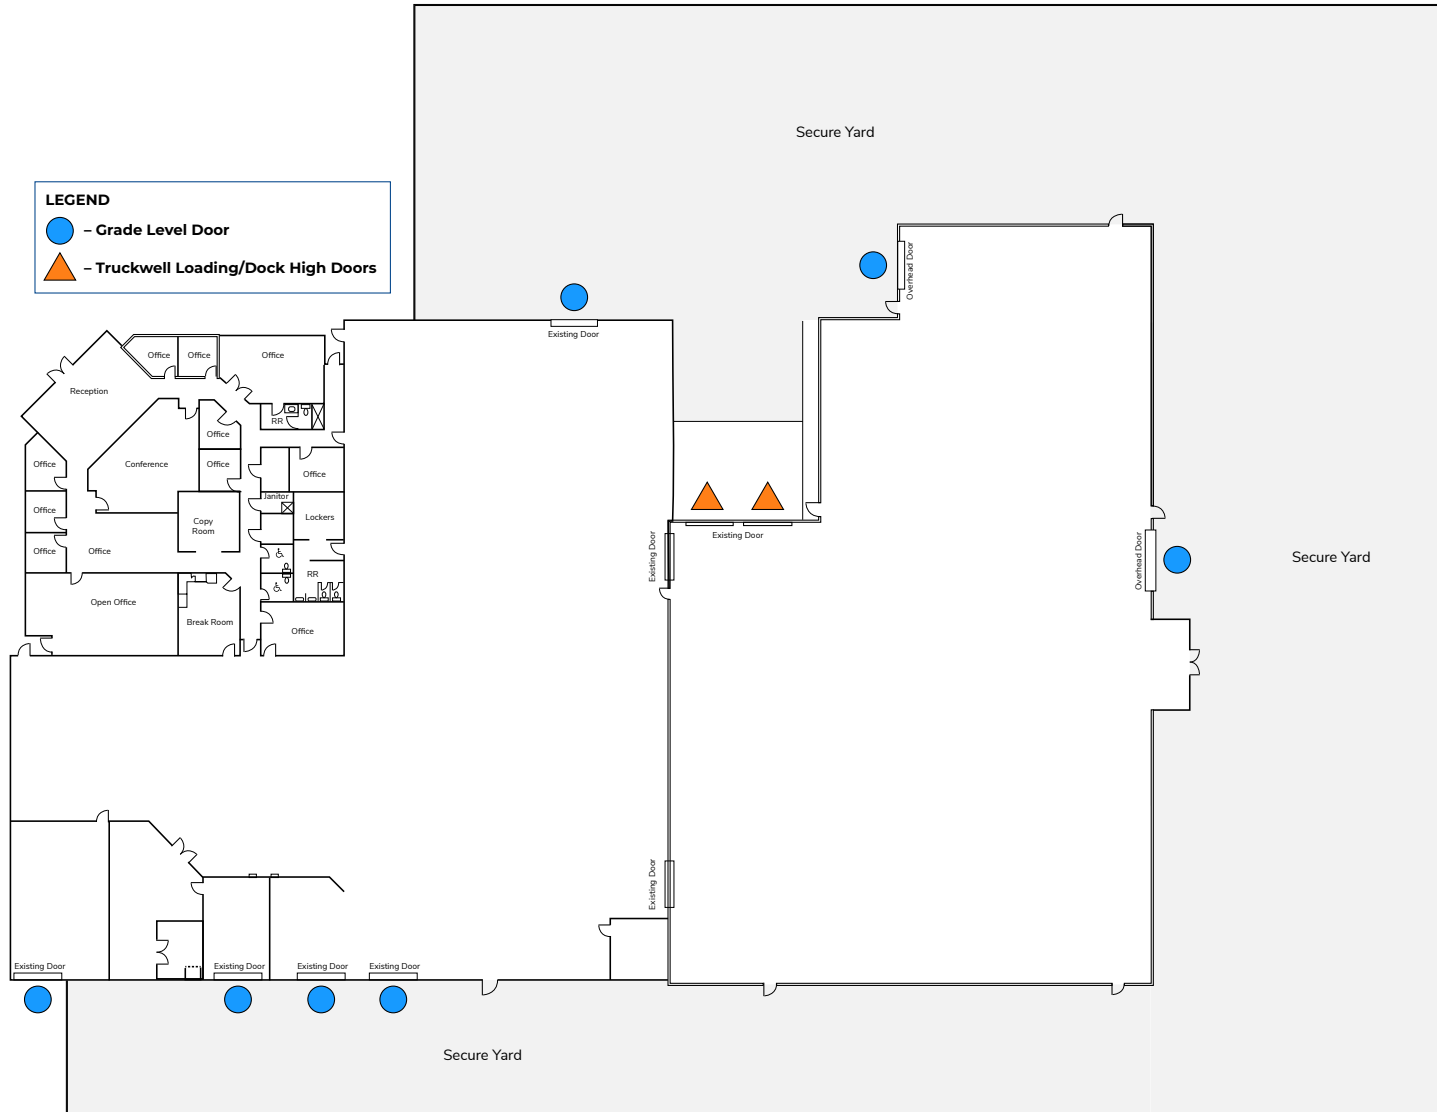 Secure Yard
LEGEND
– Grade Level Door
– Truckwell Loading/Dock High Doors
Overhead Door
Existing Door
Office
Office
Office
Reception
RR
Office
Office
Conference
Office
Office
Janitor
Office
Lockers
Copy
Room
Existing Door
Existing Door
Overhead Door
Secure Yard
Office
Office
RR
Open Office
Break Room
Office
Existing Door
Existing Door
Existing Door
Existing Door
Existing Door
Secure Yard